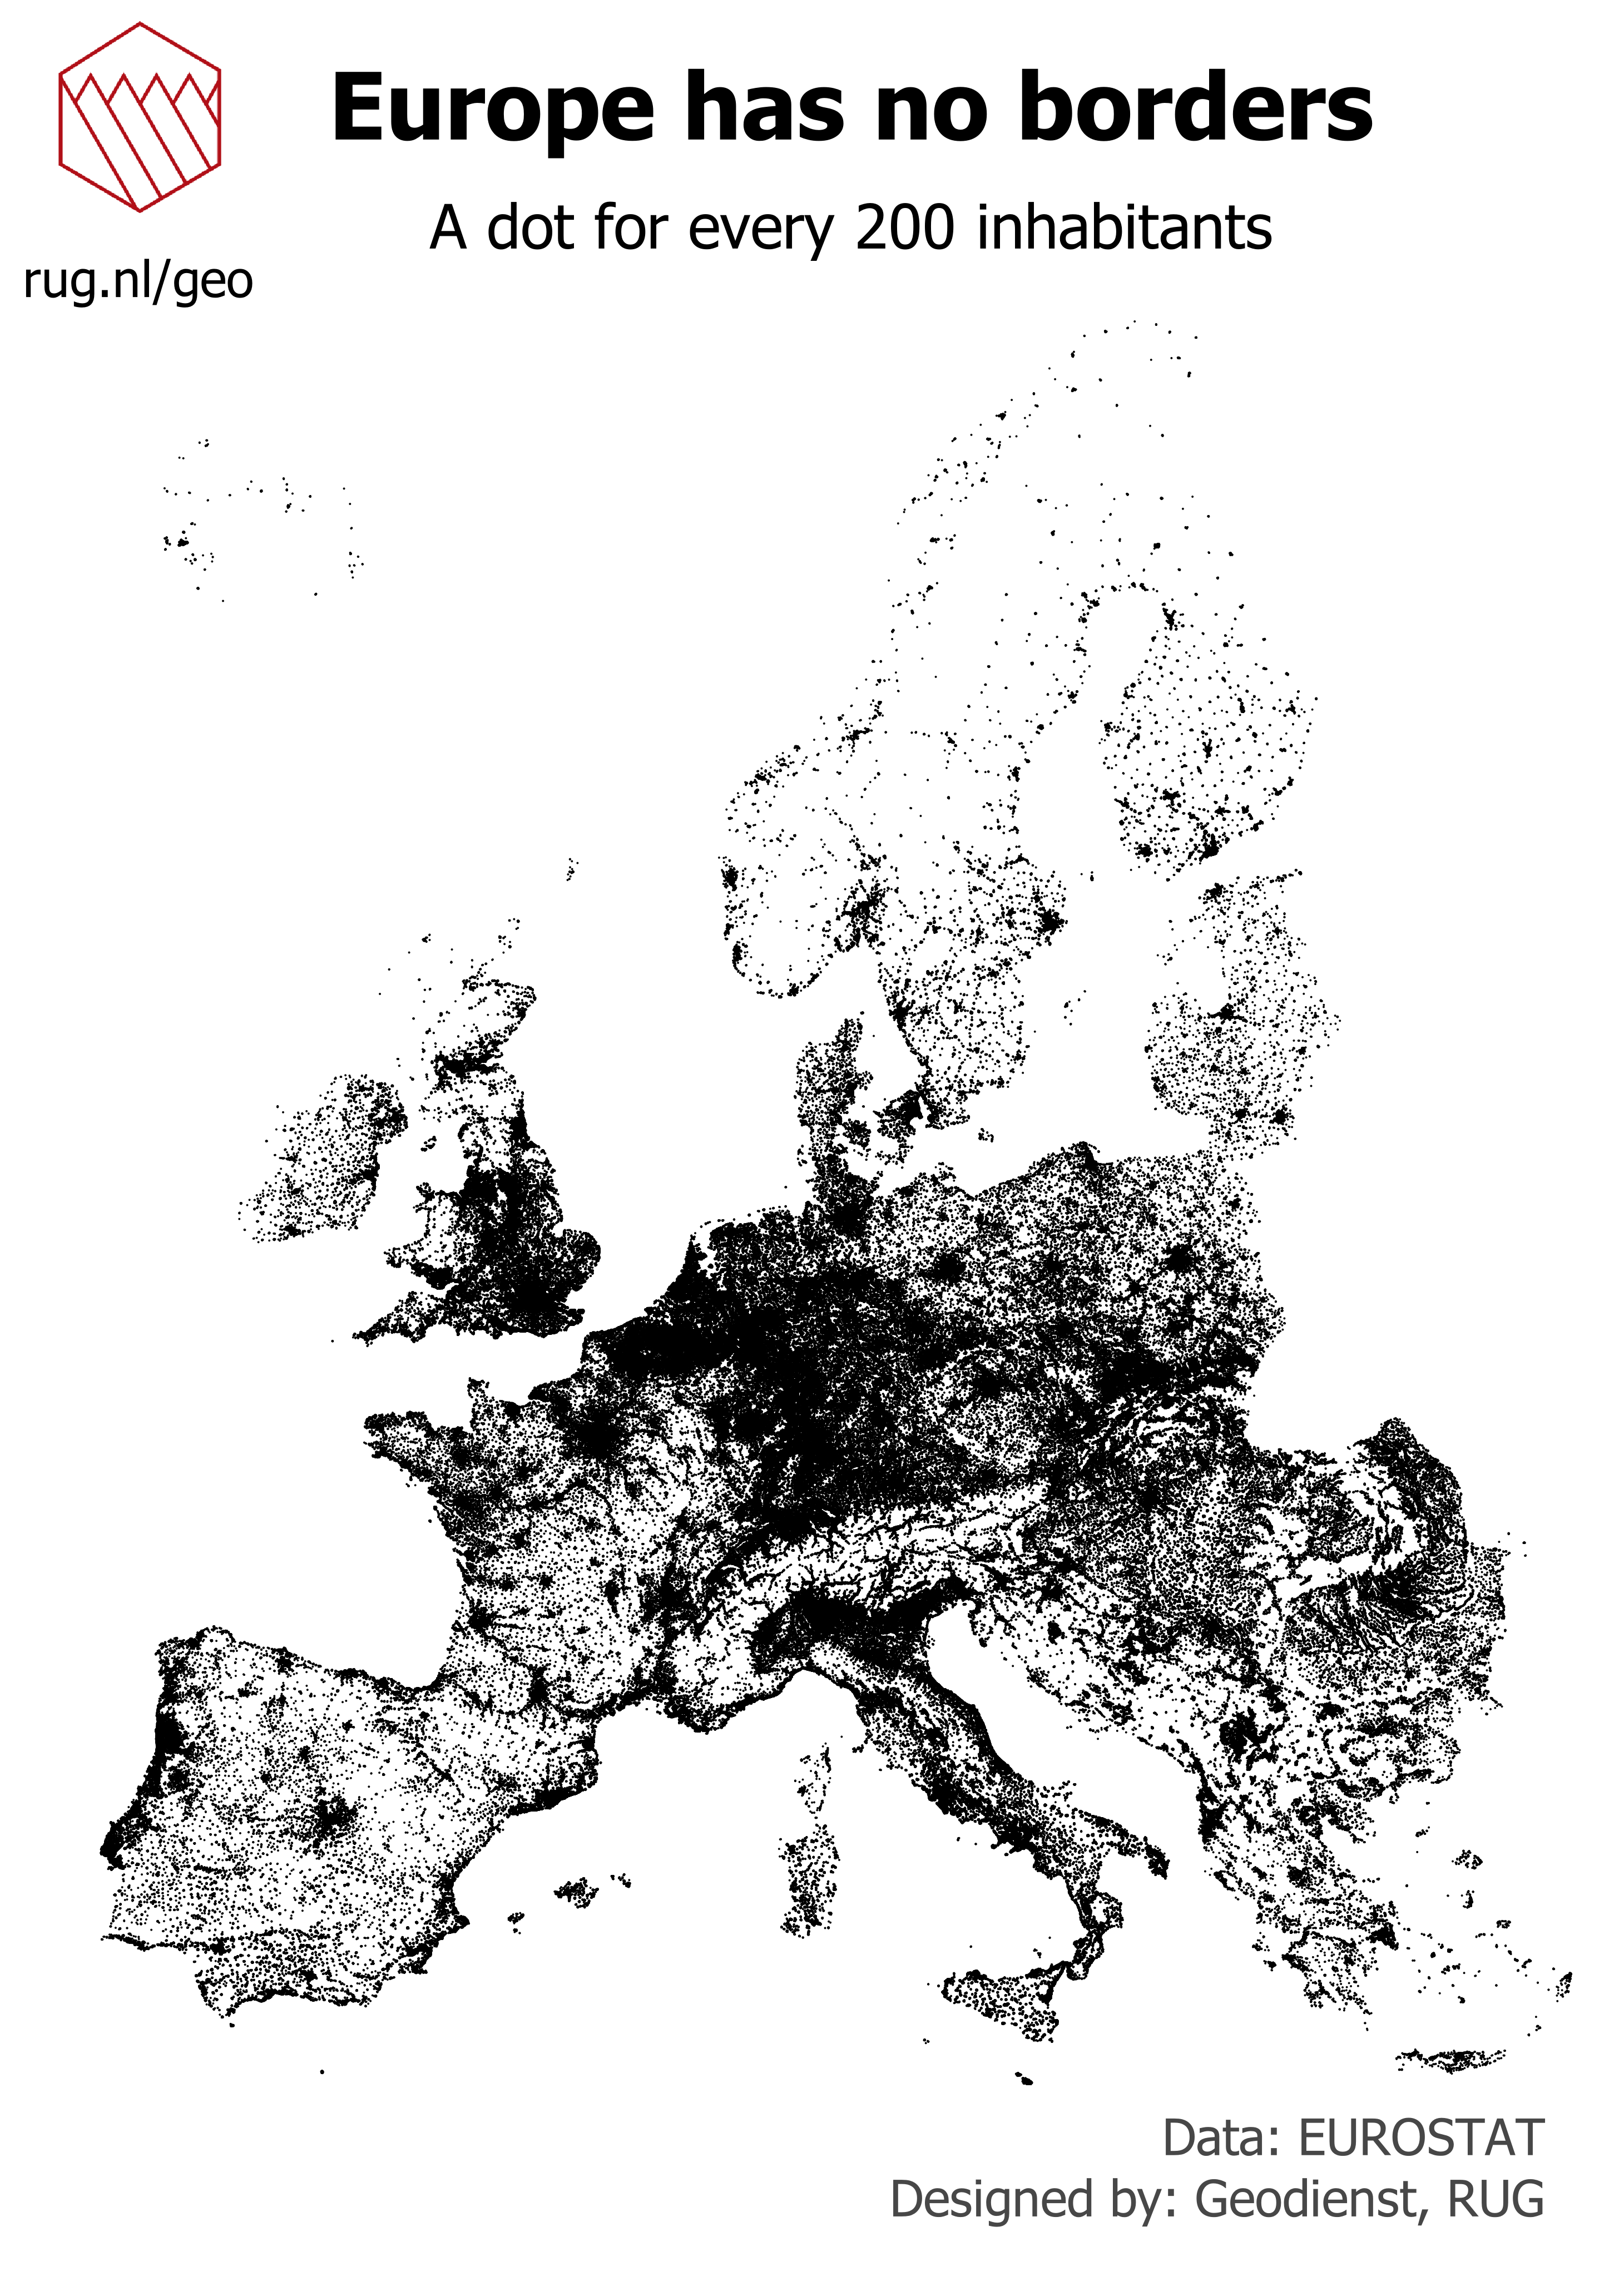 Europe has no borders
A dot for every 200 inhabitants
rug.nl/geo
Data: EUROSTAT
Designed by: Geodienst, RUG